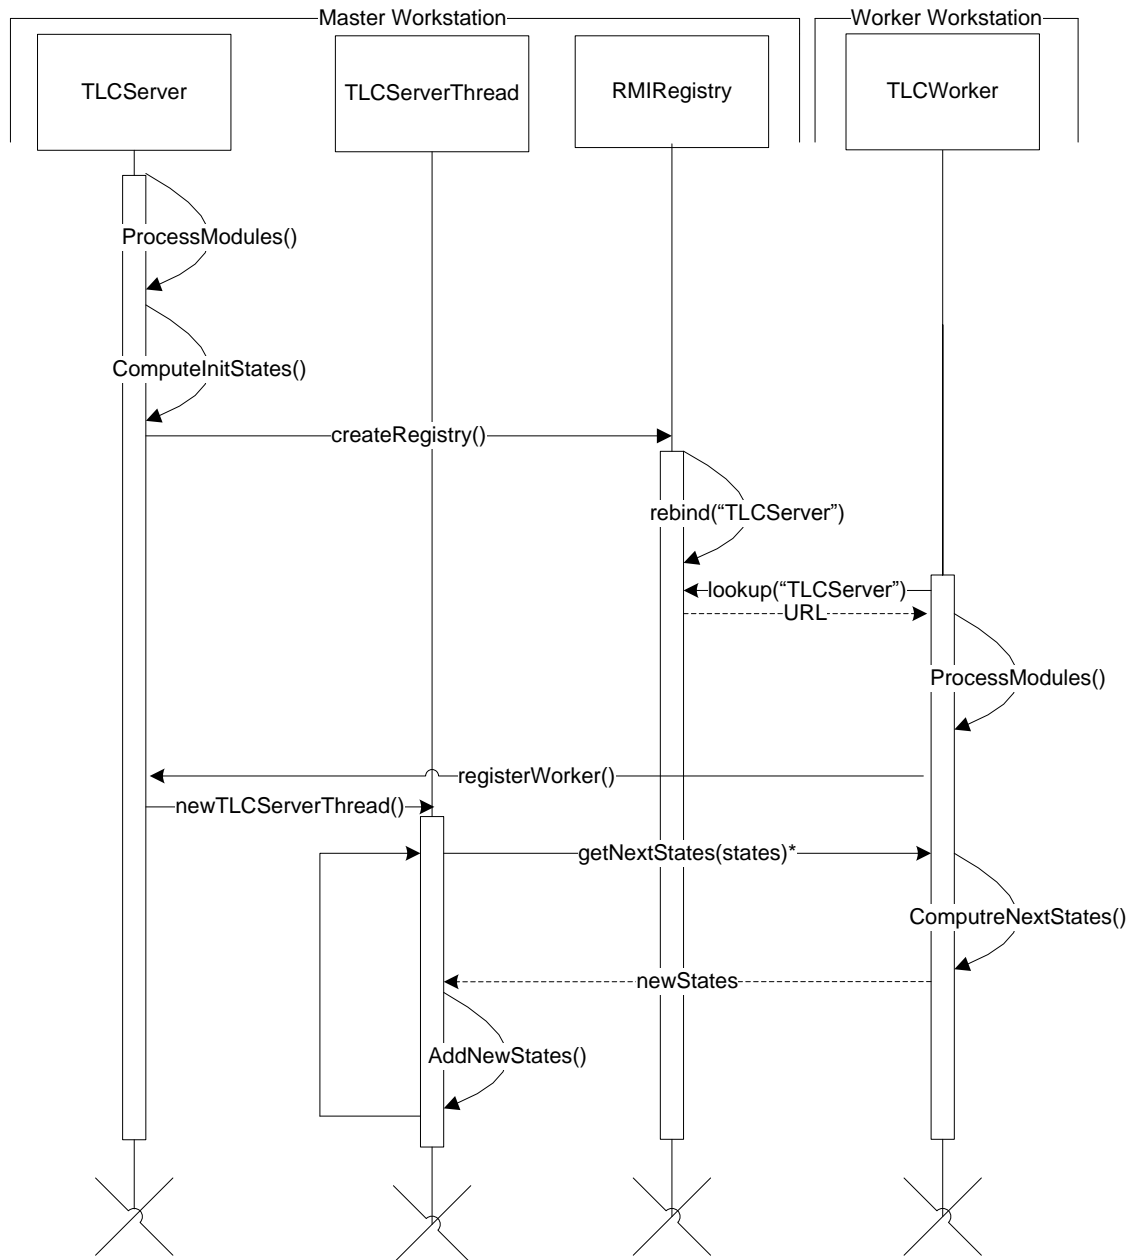 Master Workstation
Worker Workstation
TLCServer
TLCServerThread
RMIRegistry
TLCWorker
ProcessModules()
ComputeInitStates()
createRegistry()
rebind(“TLCServer”)
lookup(“TLCServer”)
URL
ProcessModules()
registerWorker()
newTLCServerThread()
getNextStates(states)*
ComputreNextStates()
newStates
AddNewStates()